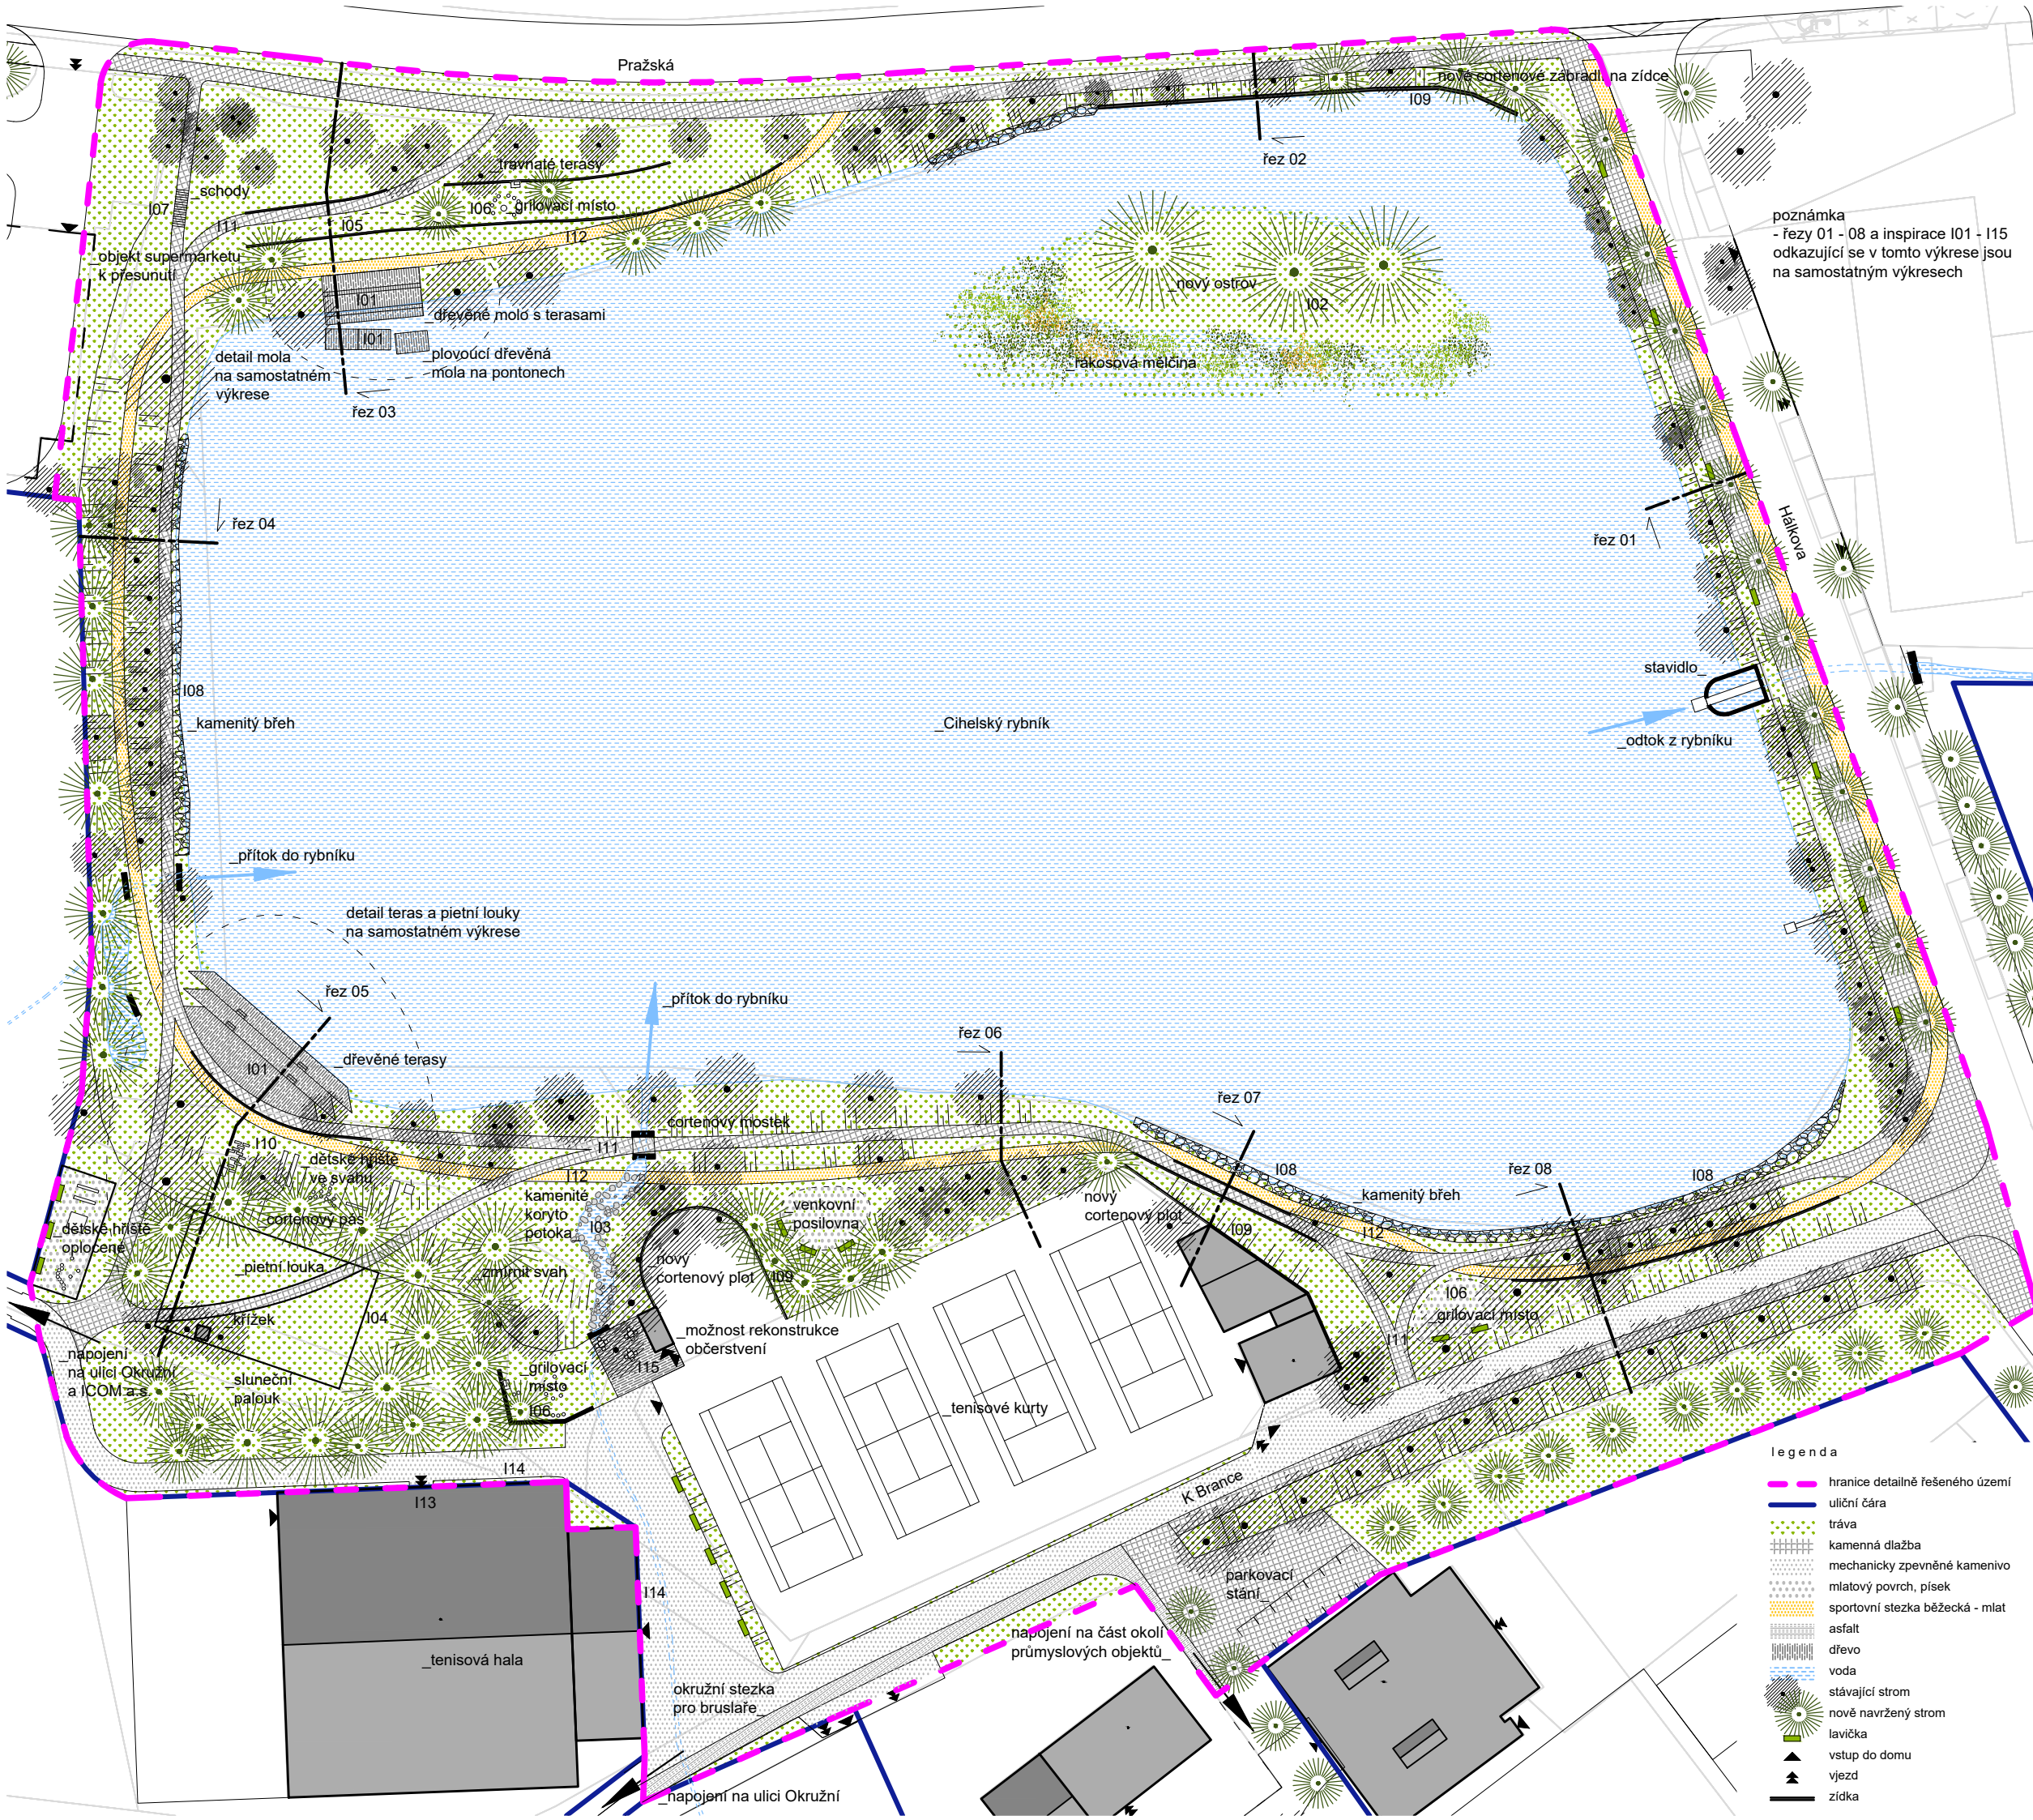 Pražská
_nové cortenové zábradlí na zídce
I09
řez 02
_travnaté terasy
_schody
I07
I06
_grilovací místo
I11
I05
I12
_objekt supermarketu
k přesunutí
poznámka
- řezy 01 - 08 a inspirace I01 - I15
odkazující se v tomto výkrese jsou
na samostatným výkresech
_nový ostrov
I02
I01
_dřevěné molo s terasami
I01
_plovoucí dřevěná
mola na pontonech
detail mola
na samostatném
výkrese
_rákosová mělčina
řez 03
řez 04
řez 01
Hálkova
stavidlo_
I08
_kamenitý břeh
_Cihelský rybník
_odtok z rybníku
_přítok do rybníku
detail teras a pietní louky
na samostatném výkrese
řez 05
_přítok do rybníku
řez 06
_dřevěné terasy
I01
řez 07
_cortenový mostek
I10
I11
_dětské hřiště
ve svahu
I12
I08
řez 08
I08
kamenité
koryto
potoka_
_venkovní
posilovna
nový
cortenový plot_
_kamenitý břeh
_cortenový pás
I03
_dětské hřiště
oplocené
I09
I12
_pietní louka
_zmírnit svah
_nový
cortenový plot
I09
I06
_grilovací místo
_křížek
I04
_možnost rekonstrukce
občerstvení
I11
_napojení
na ulici Okružní
a ICOM a.s.
_sluneční
palouk
_grilovací
místo
I15
I06
_tenisové kurty
K Brance
I14
I13
legenda
hranice detailně řešeného území
uliční čára
tráva
kamenná dlažba
mechanicky zpevněné kamenivo
mlatový povrch, písek
sportovní stezka běžecká - mlat
asfalt
dřevo
voda
stávající strom
nově navržený strom
lavička
vstup do domu
vjezd
zídka
parkovací
stání_
I14
napojení na část okolí
průmyslových objektů_
_tenisová hala
okružní stezka
pro bruslaře_
_napojení na ulici Okružní